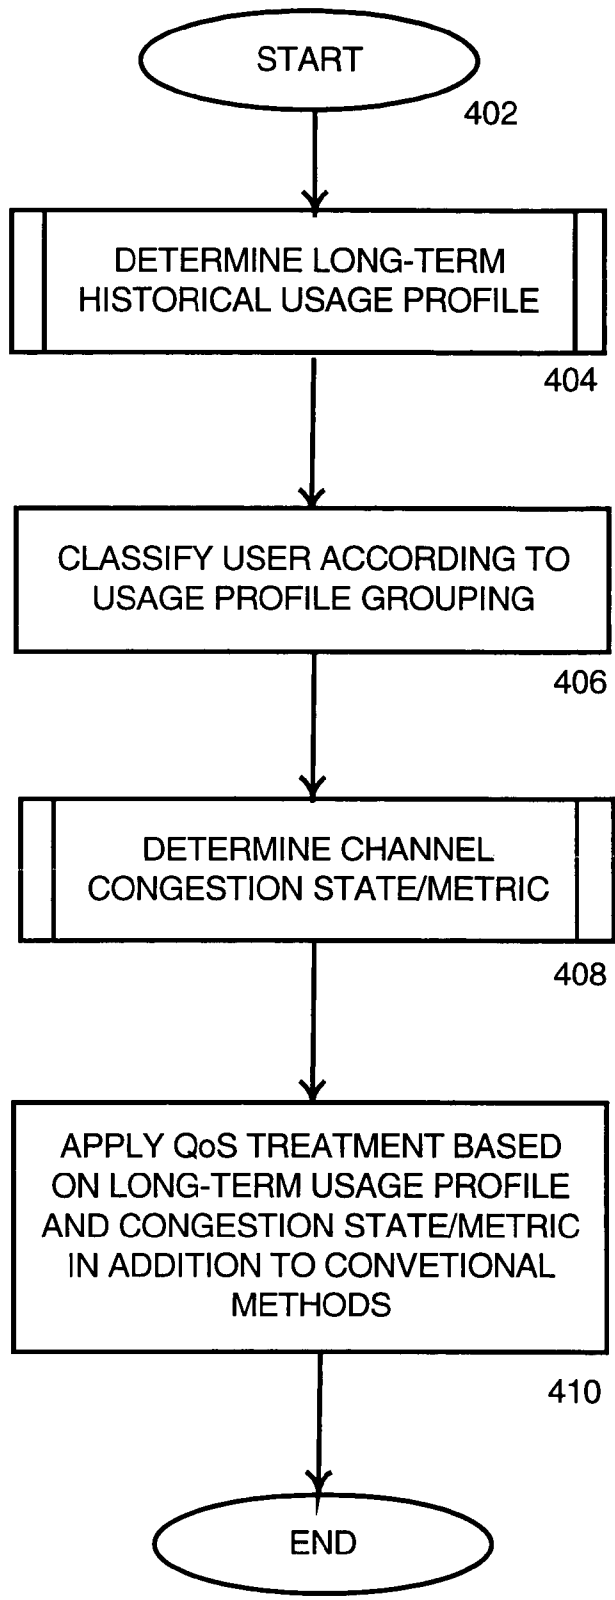 START
402
DETERMINE LONG-TERM
HISTORICAL USAGE PROFILE
404
CLASSIFY USER ACCORDING TO
USAGE PROFILE GROUPING
406
DETERMINE CHANNEL
CONGESTION STATE/METRIC
408
APPLY QoS TREATMENT BASED
ON LONG-TERM USAGE PROFILE
AND CONGESTION STATE/METRIC
IN ADDITION TO CONVETIONAL
METHODS
410
END